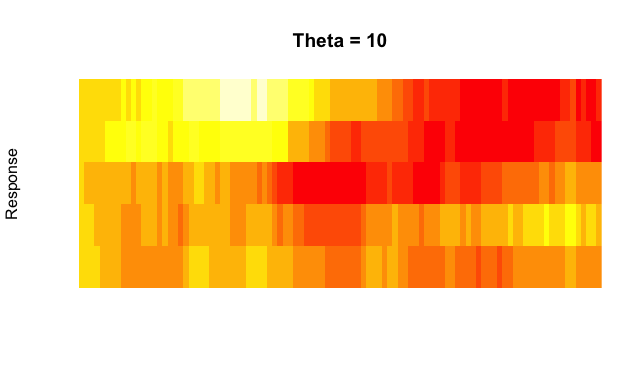 Theta = 10
Response